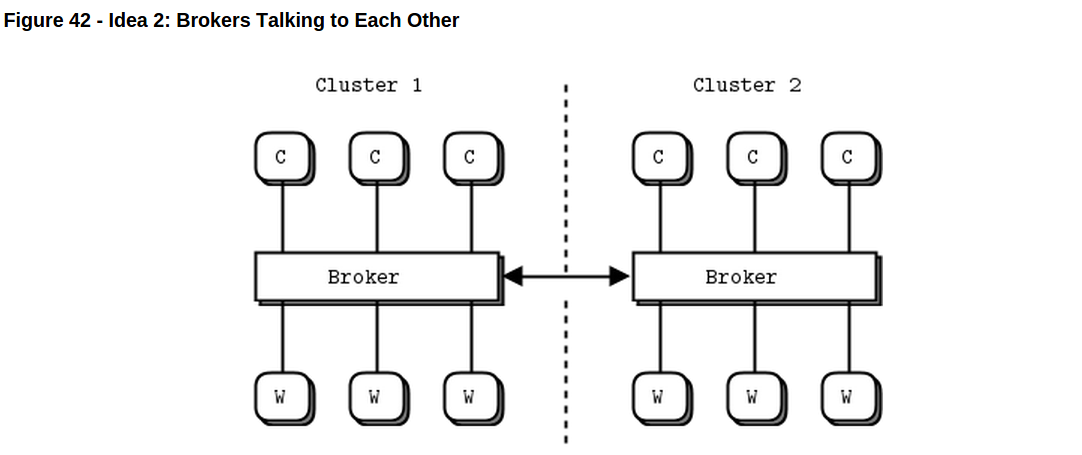 Figure 42 - Idea 2: Brokers Talking to Each Other
Cluster 1 Cluster 2
C C C C C C
Broker Broker
W W W W W W